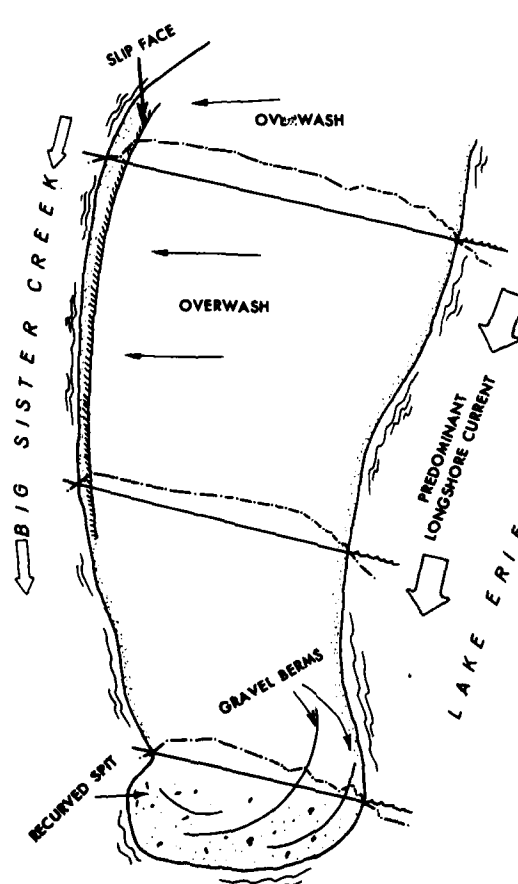 SLIP FACE
OVERWASH
BIG SISTER CREEK
OVERWASH
PREDOMINANT
LONGSHORE CURRENT
LAKE ERIE
GRAVEL BERMS
RECURVED SPIT